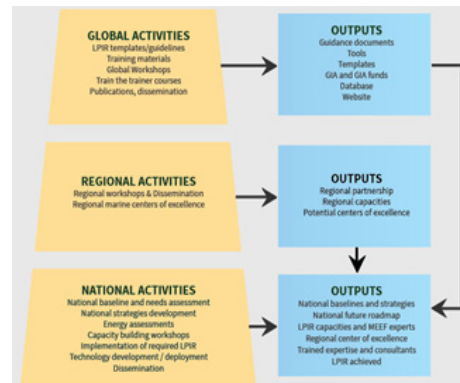 GLOBAL ACTIVITIES
LPIR templates/guidelines
Training materials
Global Workshops
Train the trainer courses
Publications, dissemination
OUTPUTS
Guidance documents
Tools
Templates
GIA and GIA funds
Database
Website
REGIONAL ACTIVITIES
Regional workshops & Dissemination
Regional marine centers of excellence
OUTPUTS
Regional partnership
Regional capacities
Potential centers of excellence
NATIONAL ACTIVITIES
National baseline and needs assessment
National strategies development
Energy assessments
Capacity building workshops
Implementation of required LPIR
Technology development / deployment
Dissemination
OUTPUTS
National baselines and strategies
National future roadmap
LPIR capacities and MEEF experts
Regional center of excellence
Trained expertise and consultants
LPIR achieved